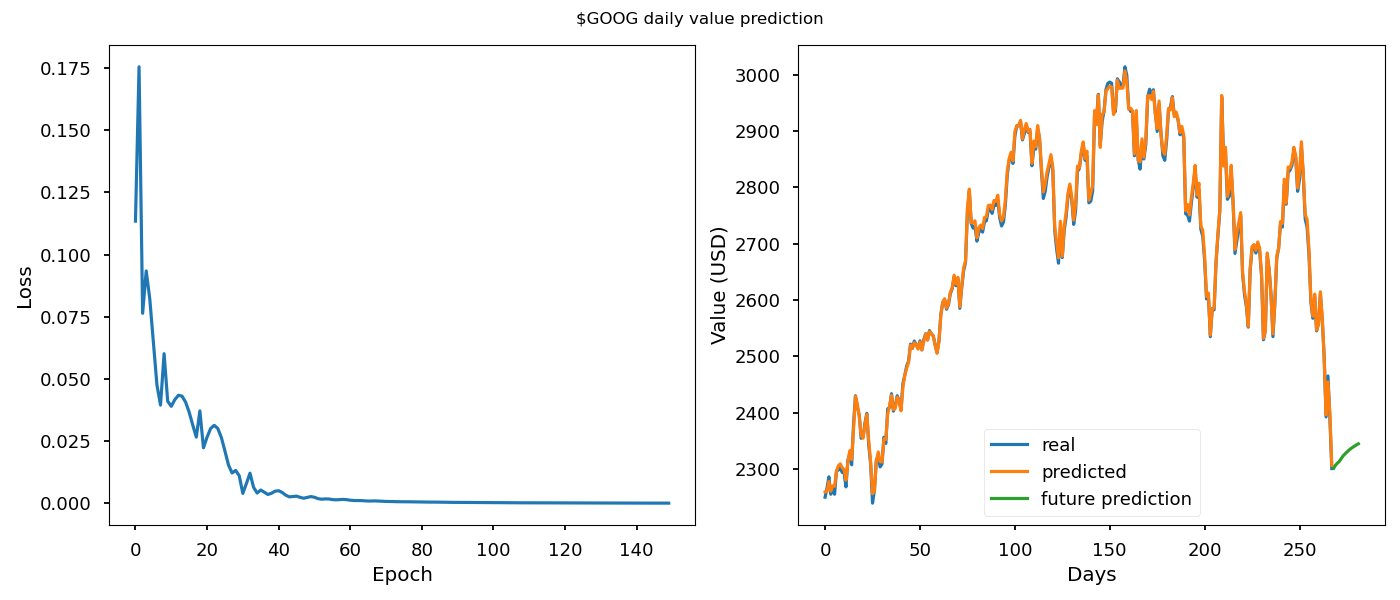 $GOOG daily value prediction
Loss
0.175
0.150
0.125
0.100
0.075
0.050
0.025
0.000
0 20 40 60 80 100 120 140
Epoch
Value (USD)
3000
2900
2800
2700
2600
2500
2400
2300
real
predicted
future prediction
0 50 100 150 200 250
Days